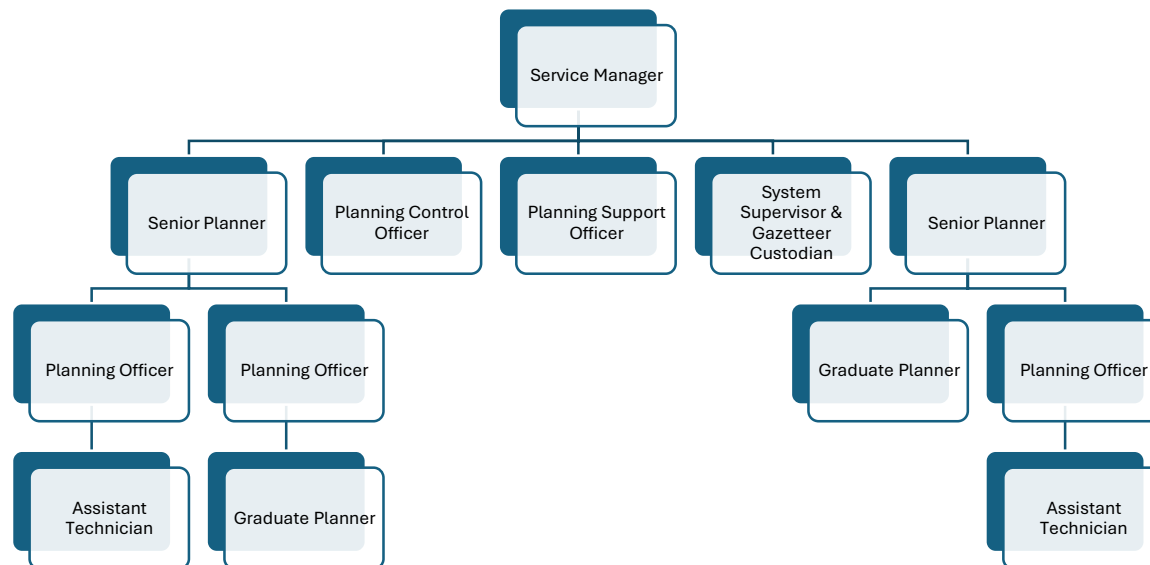 Service Manager
Senior Planner
Planning Control
Officer
Planning Support
Officer
System
Supervisor &
Gazetteer
Custodian
Senior Planner
Planning Officer
Planning Officer
Graduate Planner
Planning Officer
Assistant
Technician
Graduate Planner
Assistant
Technician